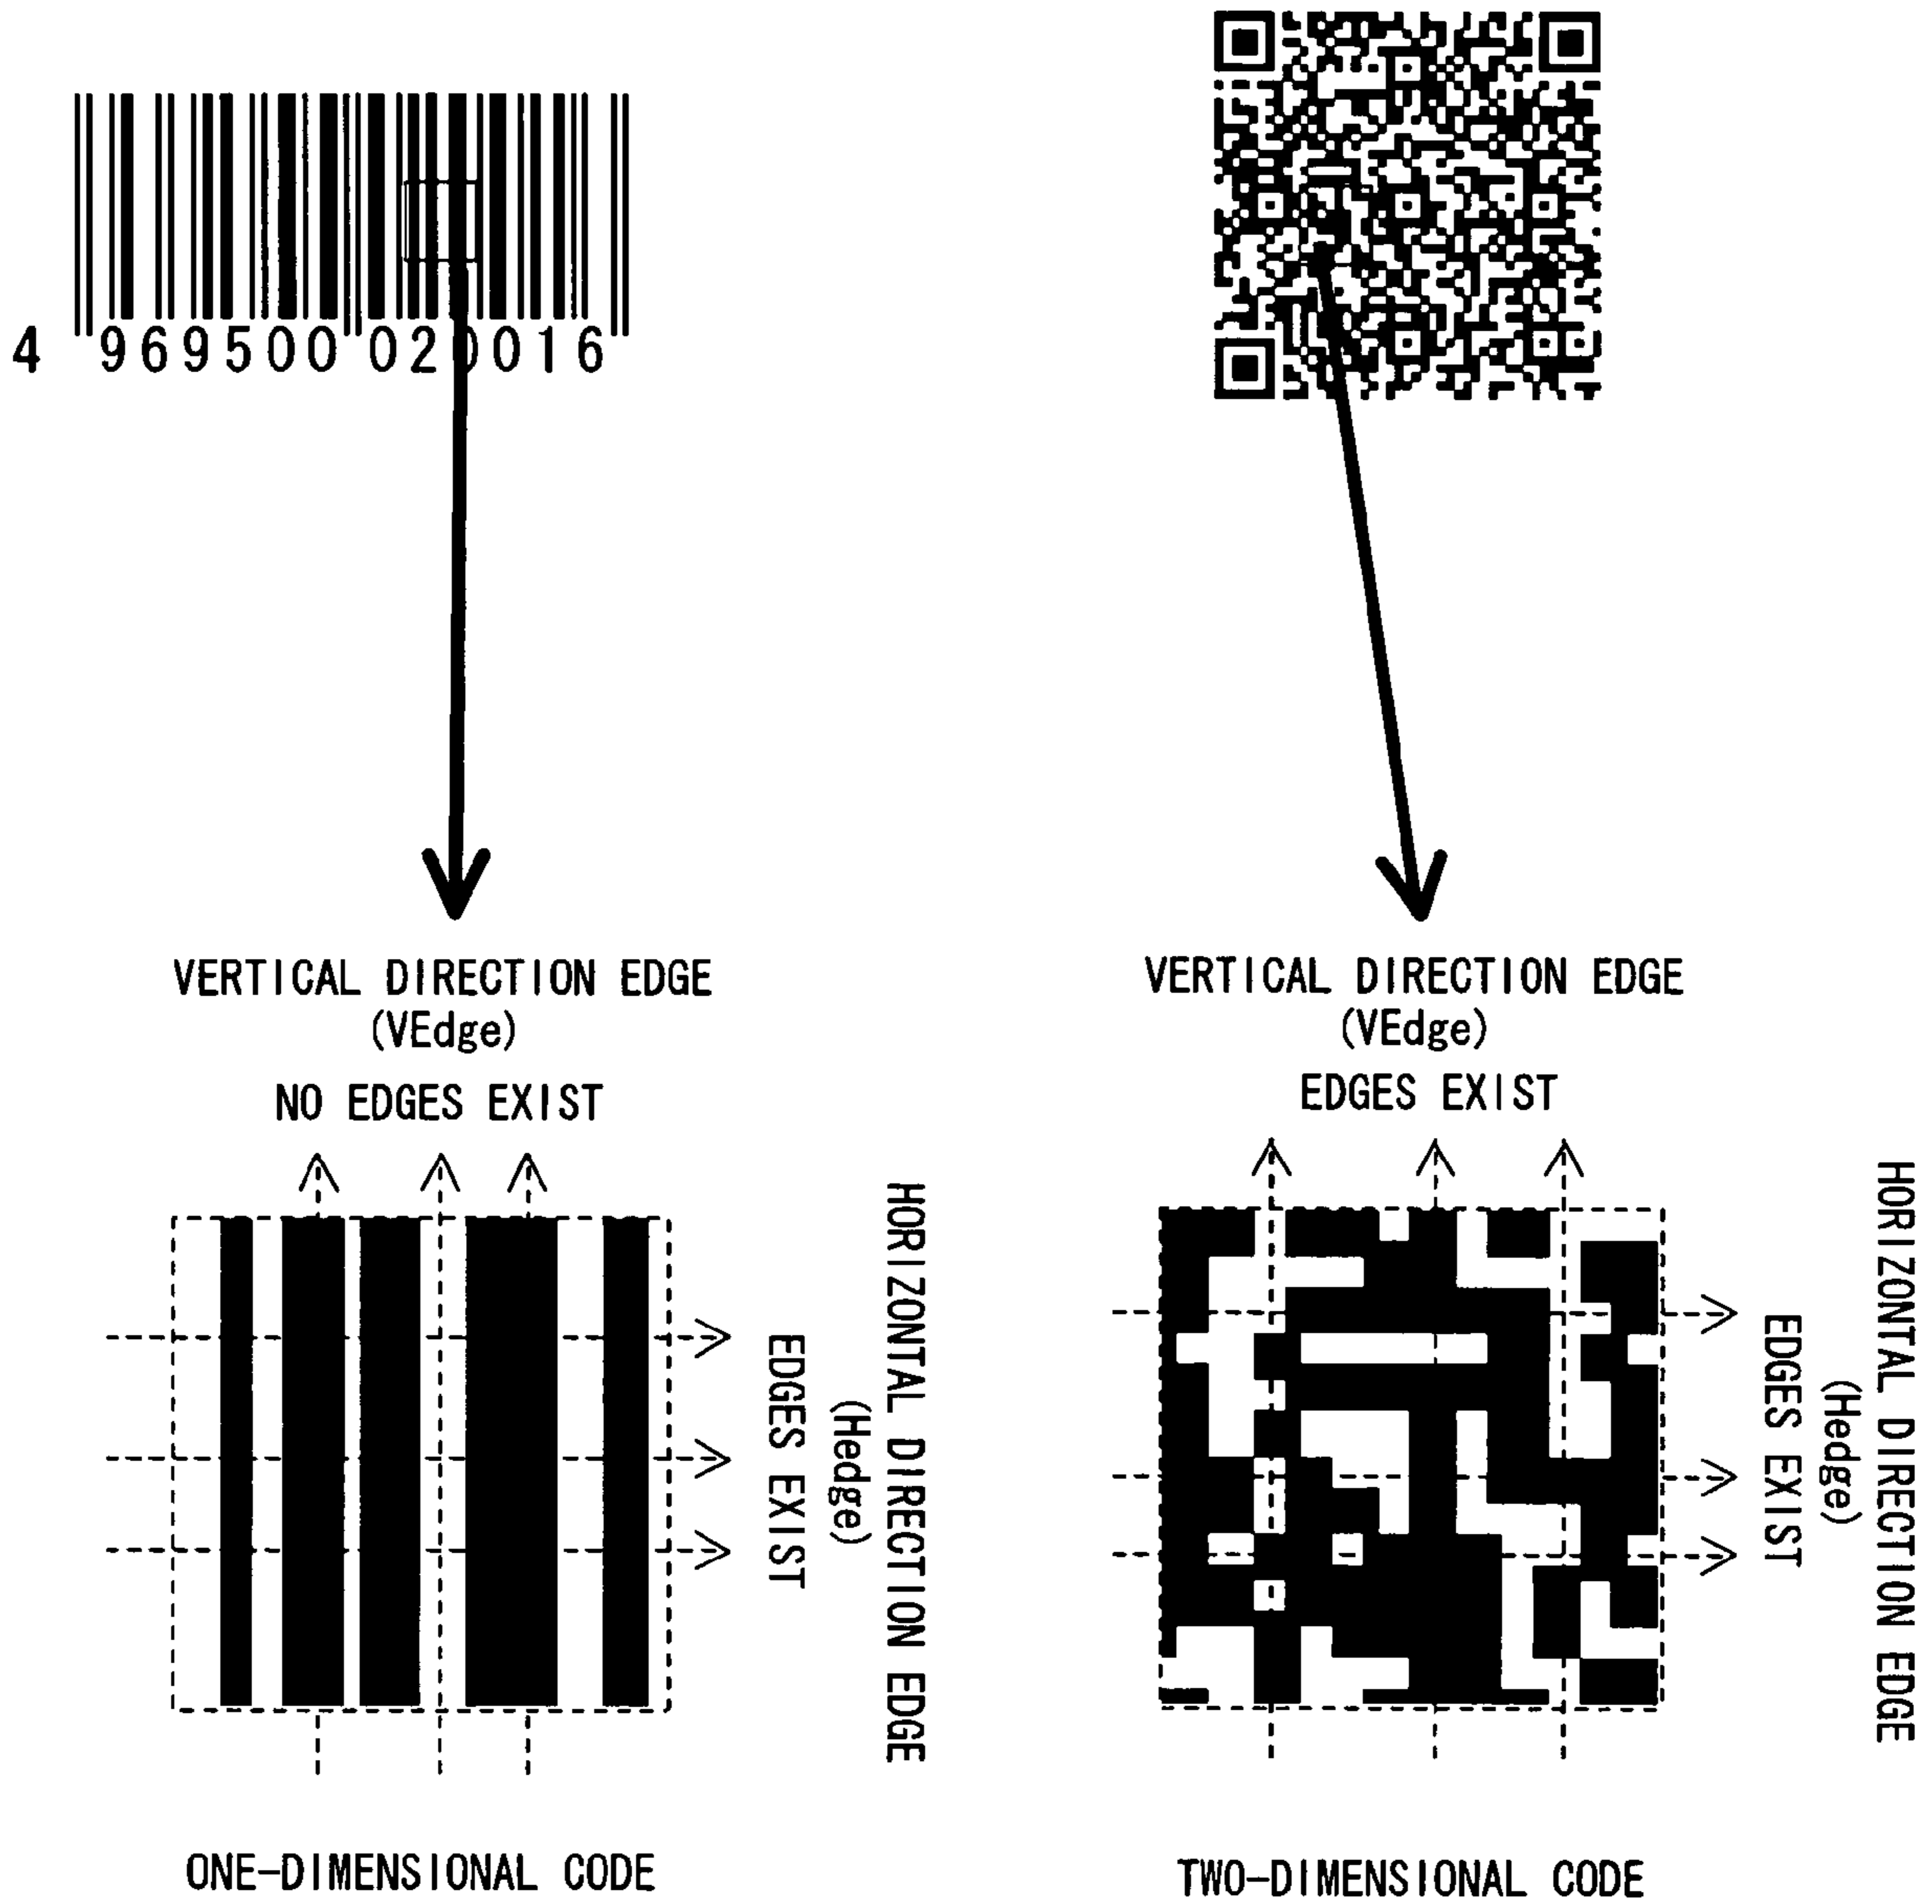 4 969500 020016
VERTICAL DIRECTION EDGE
(VEdge)
NO EDGES EXIST
HORIZONTAL DIRECTION EDGE
(Hedge)
EDGES EXIST
ONE-DIMENSIONAL CODE
VERTICAL DIRECTION EDGE
(VEdge)
EDGES EXIST
HORIZONTAL DIRECTION EDGE
(Hedge)
EDGES EXIST
TWO-DIMENSIONAL CODE